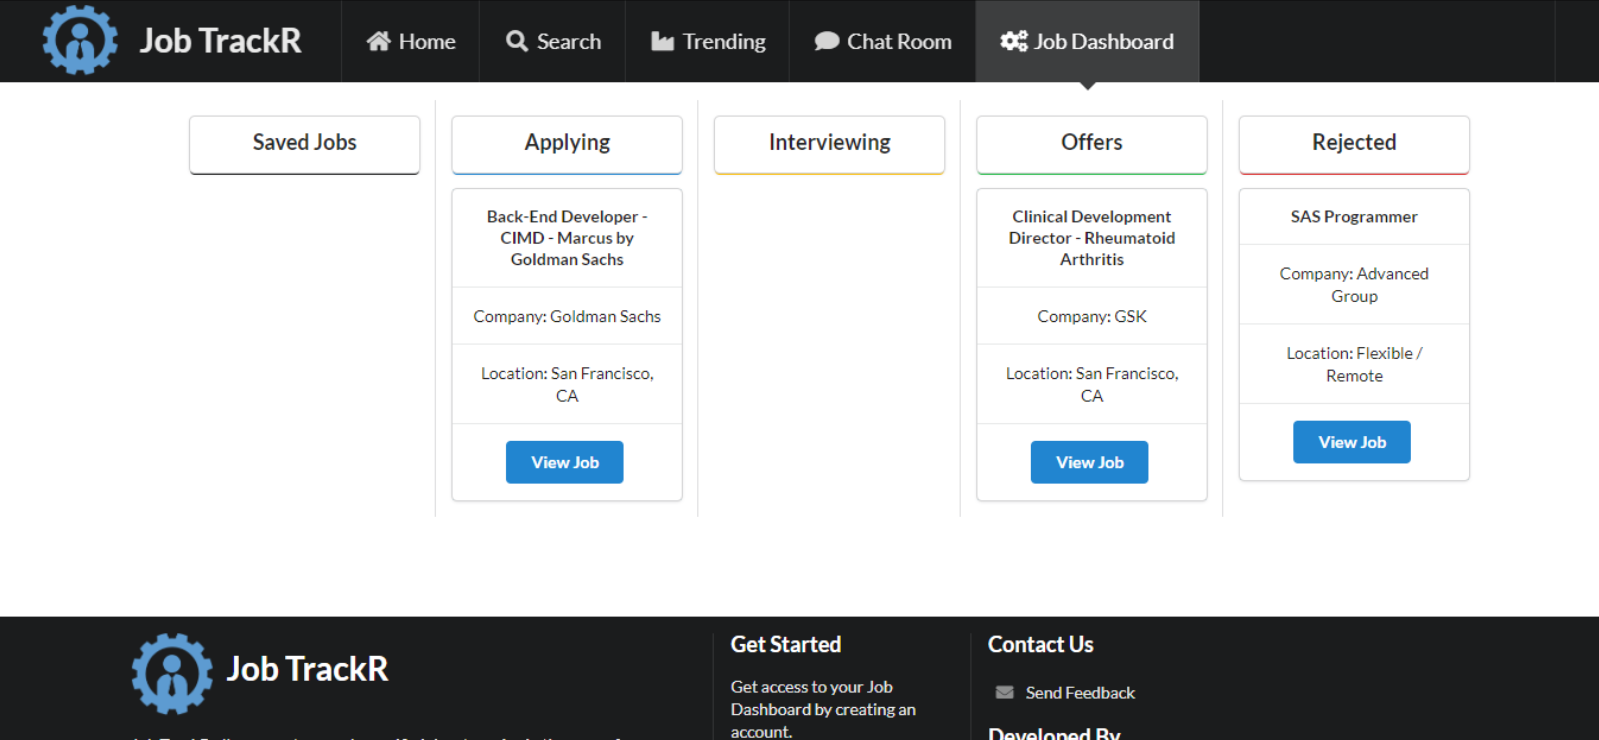 Job TrackR
Home
Search
Trending
Chat Room
Job Dashboard
Saved Jobs
Applying
Back-End Developer -
CIMD - Marcus by
Goldman Sachs
Company: Goldman Sachs
Location: San Francisco,
CA
View Job
Interviewing
Offers
Clinical Development
Director - Rheumatoid
Arthritis
Company: GSK
Location: San Francisco,
CA
View Job
Rejected
SAS Programmer
Company: Advanced
Group
Location: Flexible /
Remote
View Job
Job TrackR
Get Started
Get access to your Job
Dashboard by creating an
account.
Contact Us
Send Feedback
Developed By